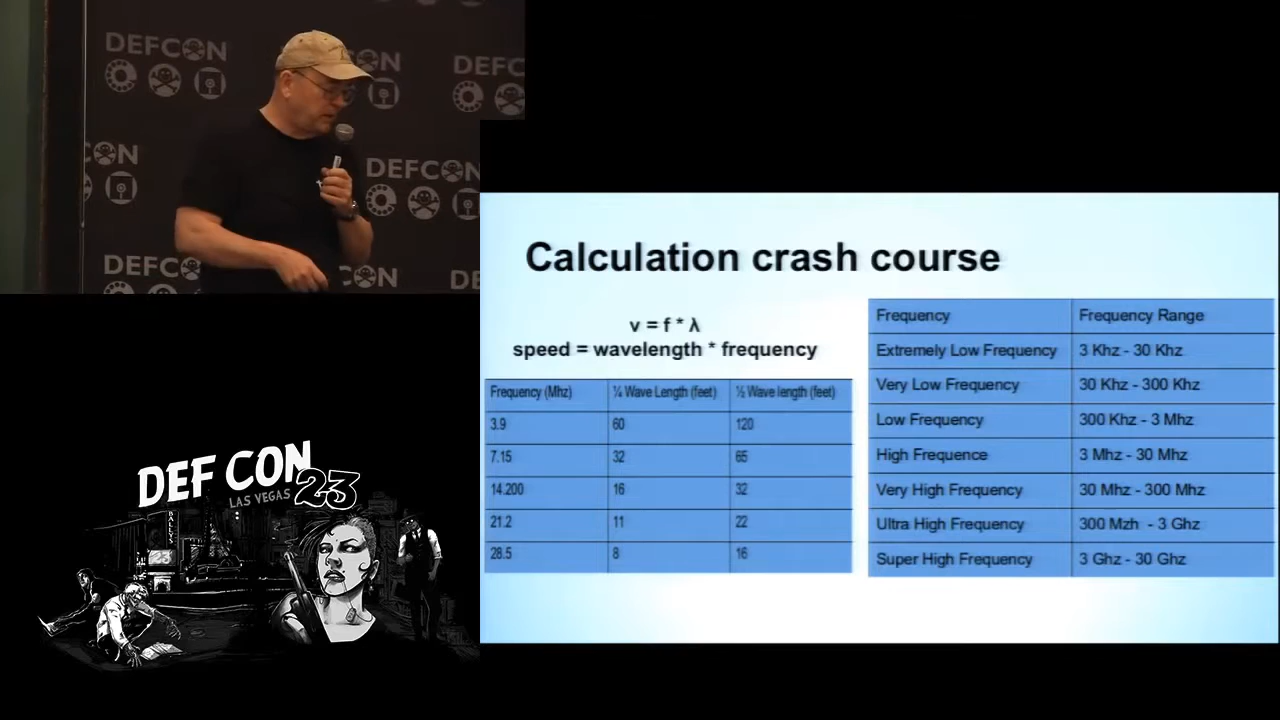 DEFCON
DEFCON
DEFC
CON
DEFCON
DEFCON
CON
DE
Calculation crash course
v = f * λ
speed = wavelength * frequency
Frequency (Mhz) ¼ Wave Length (feet) ½ Wave length (feet)
3.9 60 120
7.15 32 65
14.200 16 32
21.2 11 22
28.5 8 16
Frequency Frequency Range
Extremely Low Frequency 3 Khz - 30 Khz
Very Low Frequency 30 Khz - 300 Khz
Low Frequency 300 Khz - 3 Mhz
High Frequence 3 Mhz - 30 Mhz
Very High Frequency 30 Mhz - 300 Mhz
Ultra High Frequency 300 Mzh - 3 Ghz
Super High Frequency 3 Ghz - 30 Ghz
DEF CON 23
LAS VEGAS
BALLY'S